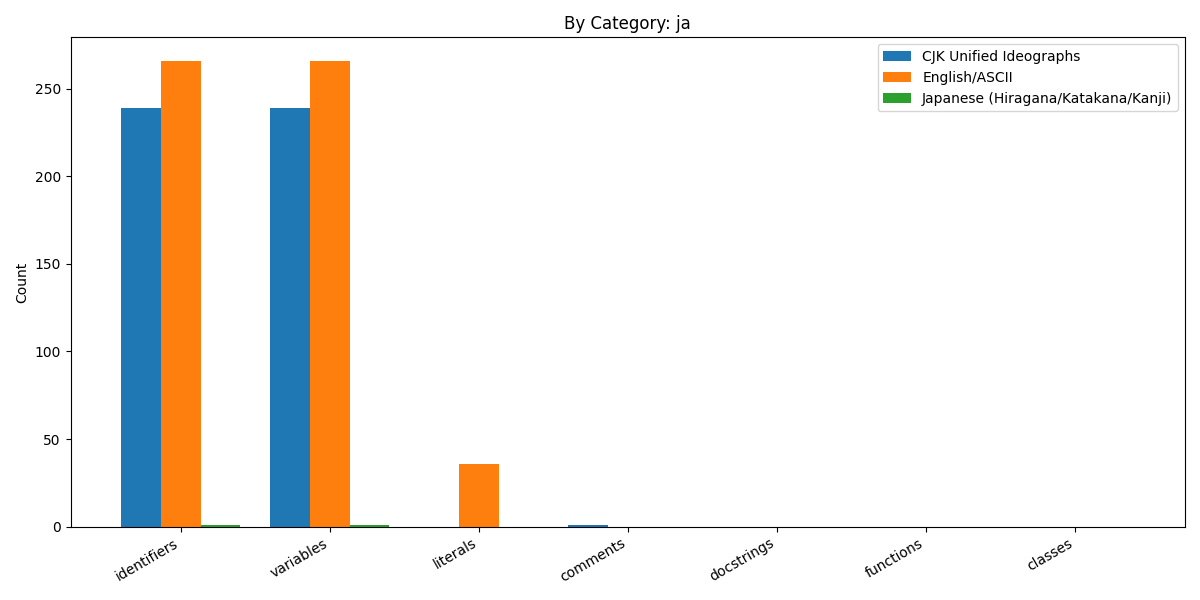 By Category: ja
CJK Unified Ideographs
English/ASCII
Japanese (Hiragana/Katakana/Kanji)
Count
250
200
150
100
50
0
identifiers
variables
literals
comments
docstrings
functions
classes